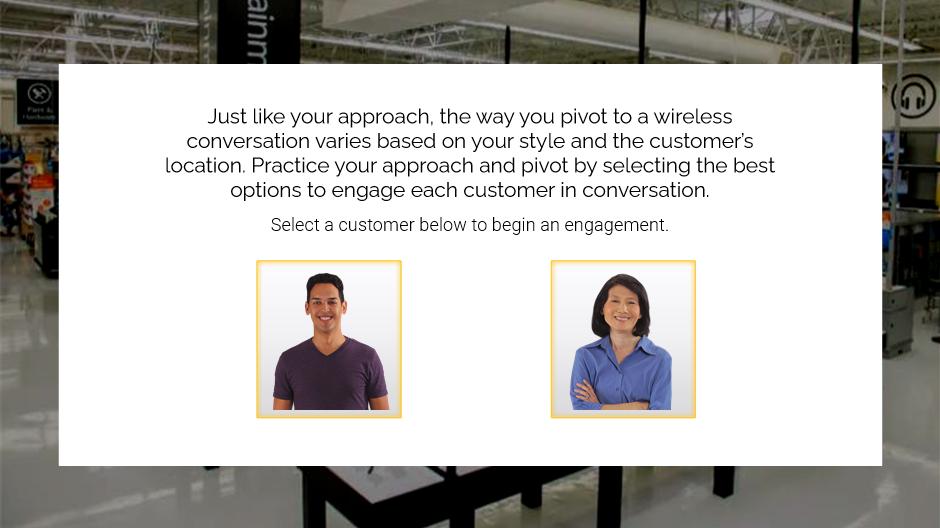 ainm
Just like your approach, the way you pivot to a wireless
conversation varies based on your style and the customer's
location. Practice your approach and pivot by selecting the best
options to engage each customer in conversation.
Select a customer below to begin an engagement.